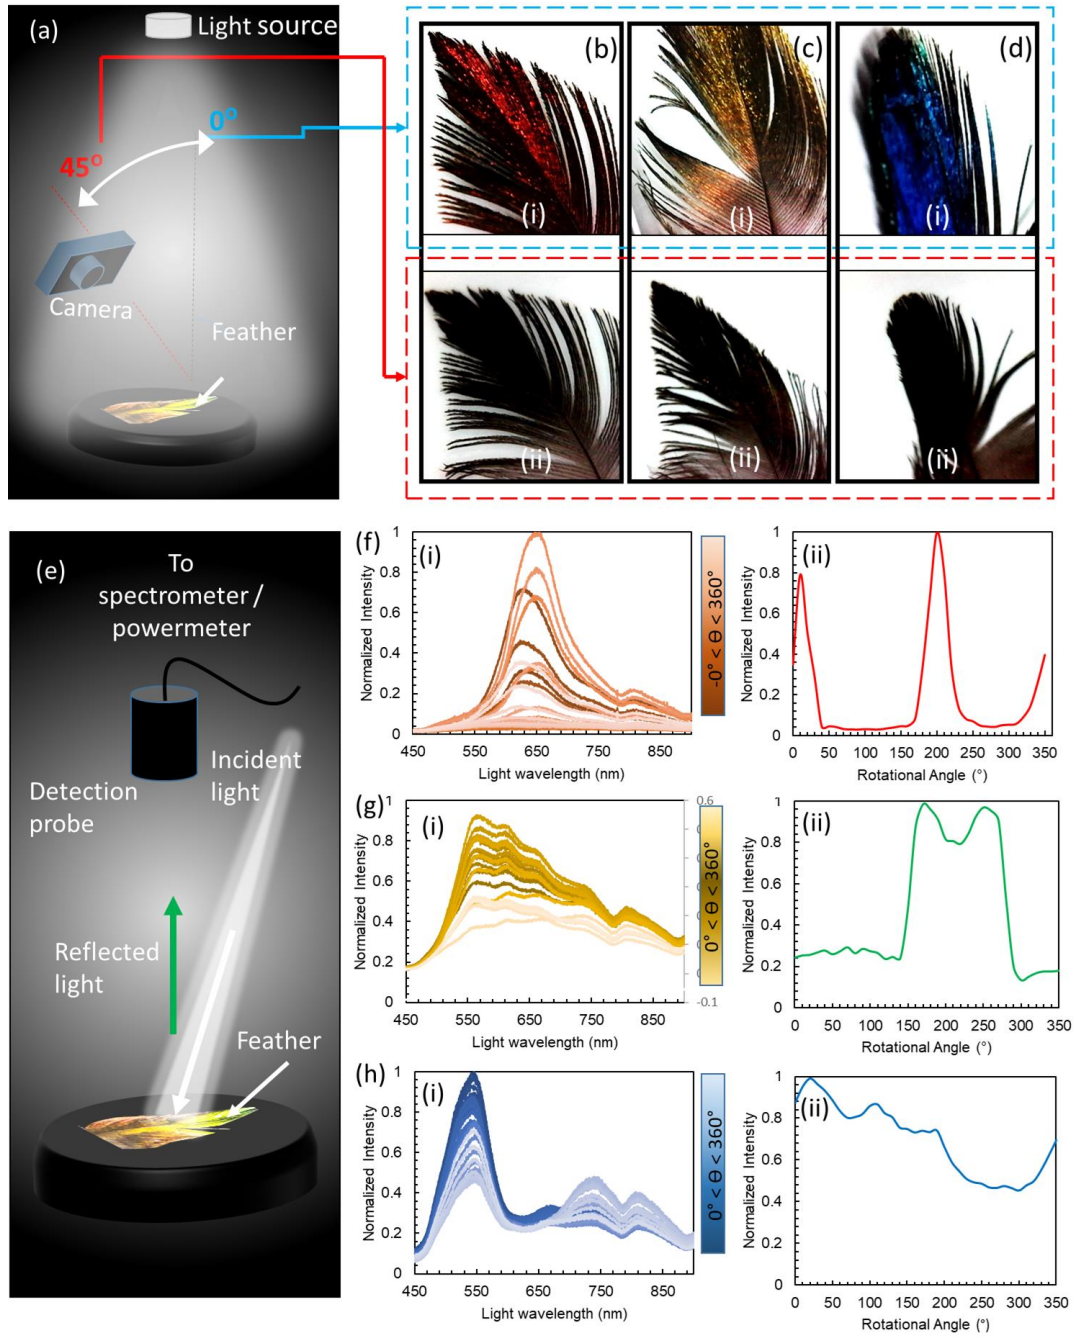 (a)
Light source
0°
45°
Camera
Feather
(b)
(c)
(d)
(i)
(i)
(i)
(ii)
(ii)
(ii)
(e)
To
spectrometer /
powermeter
Incident
light
Detection
probe
Reflected
light
Feather
(f)
(i)
Normalized Intensity
1
0.8
0.6
0.4
0.2
0
450 550 650 750 850
Light wavelength (nm)
-0° < Θ < 360°
(ii)
Normalized Intensity
1
0.8
0.6
0.4
0.2
0
0 50 100 150 200 250 300 350
Rotational Angle (°)
(g)
(i)
Normalized Intensity
1
0.8
0.6
0.4
0.2
0
450 550 650 750 850
Light wavelength (nm)
0.6
-0.1
0° < Θ < 360°
(ii)
Normalized Intensity
1
0.8
0.6
0.4
0.2
0
0 50 100 150 200 250 300 350
Rotational Angle (°)
(h)
(i)
Normalized Intensity
1
0.8
0.6
0.4
0.2
0
450 550 650 750 850
Light wavelength (nm)
0° < Θ < 360°
(ii)
Normalized Intensity
1
0.8
0.6
0.4
0.2
0
0 50 100 150 200 250 300 350
Rotational Angle (°)